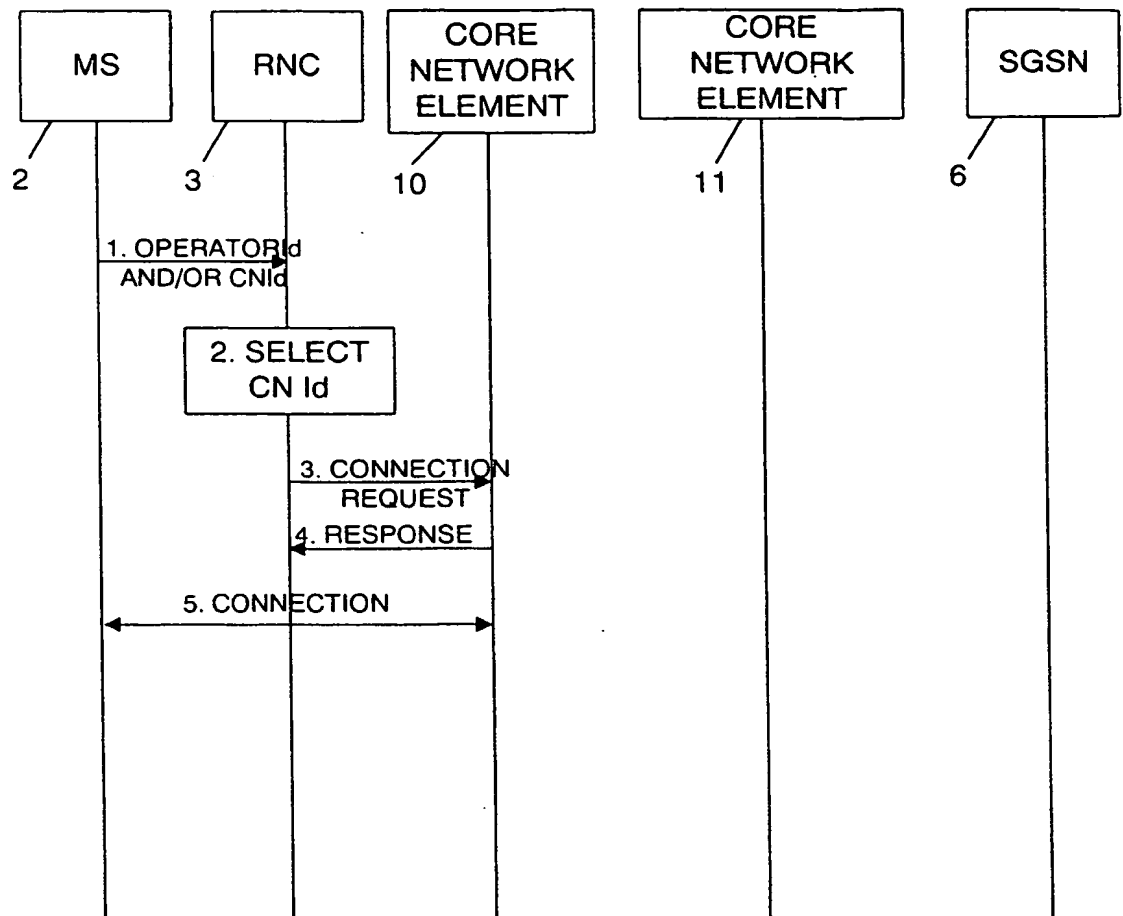 MS
RNC
CORE
NETWORK
ELEMENT
CORE
NETWORK
ELEMENT
SGSN
2
3
10
11
6
1. OPERATORId
AND/OR CNId
2. SELECT
CN Id
3. CONNECTION
REQUEST
4. RESPONSE
5. CONNECTION